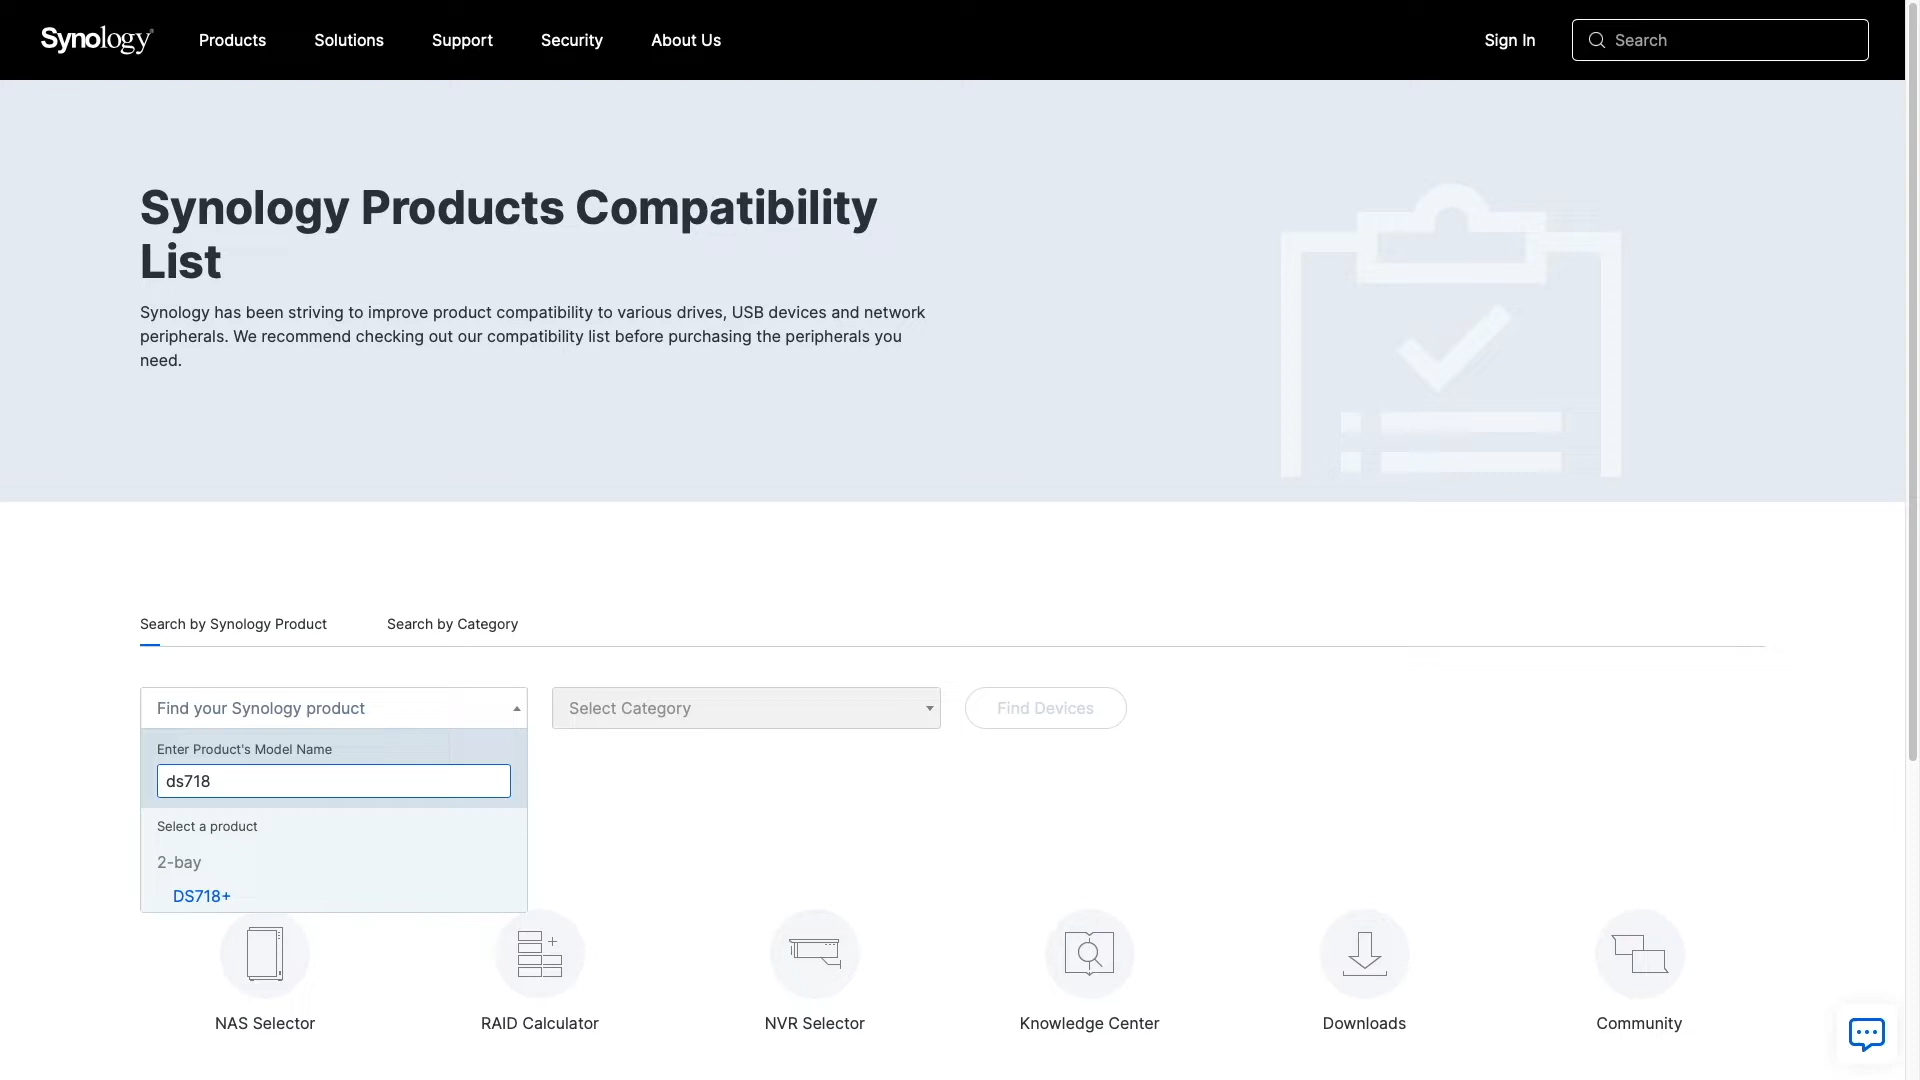 Synology Products Solutions Support Security About Us Sign In Search
Synology Products Compatibility
List
Synology has been striving to improve product compatibility to various drives, USB devices and network
peripherals. We recommend checking out our compatibility list before purchasing the peripherals you
need.
Search by Synology Product Search by Category
Find your Synology product Select Category Find Devices
Enter Product's Model Name
ds718
Select a product
2-bay
DS718+
NAS Selector RAID Calculator NVR Selector Knowledge Center Downloads Community